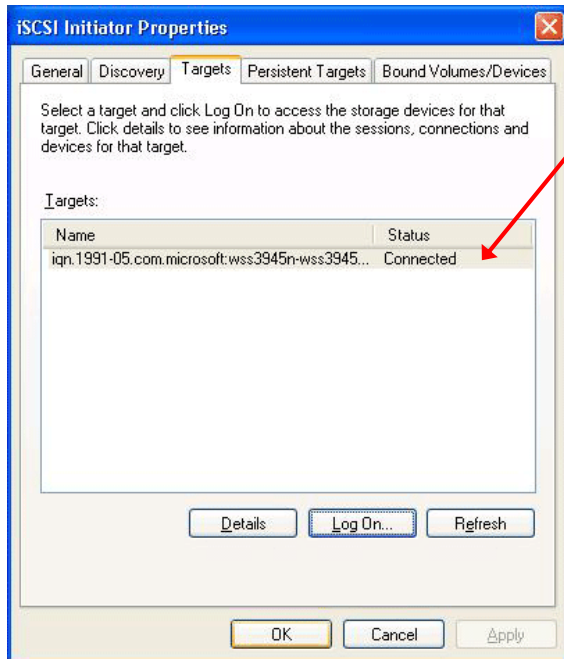 iSCSI Initiator Properties
General Discovery Targets Persistent Targets Bound Volumes/Devices
Select a target and click Log On to access the storage devices for that
target. Click details to see information about the sessions, connections and
devices for that target.
Targets:
Name Status
iqn.1991-05.com.microsoft:wss3945n-wss3945... Connected
Details Log On... Refresh
OK Cancel Apply